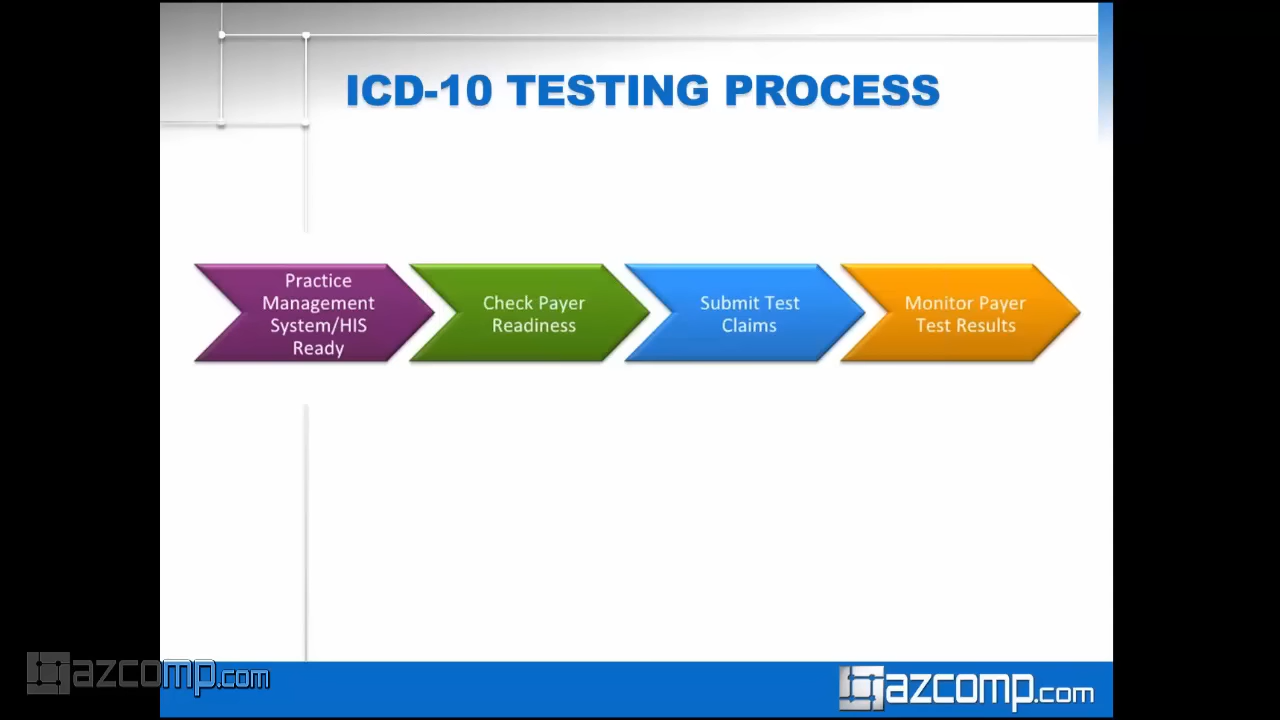 ICD-10 TESTING PROCESS
Practice
Management
System/HIS
Ready
Check Payer
Readiness
Submit Test
Claims
Monitor Payer
Test Results
azcomp.com
azcomp.com